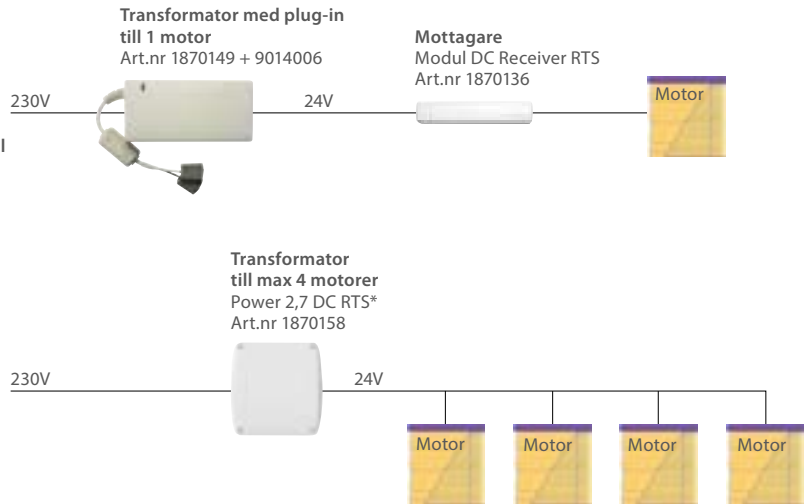 Transformator med plug-in
till 1 motor
Art.nr 1870149 + 9014006
Mottagare
Modul DC Receiver RTS
Art.nr 1870136
230V
24V
Motor
l
Transformator
till max 4 motorer
Power 2,7 DC RTS*
Art.nr 1870158
230V
24V
Motor
Motor
Motor
Motor